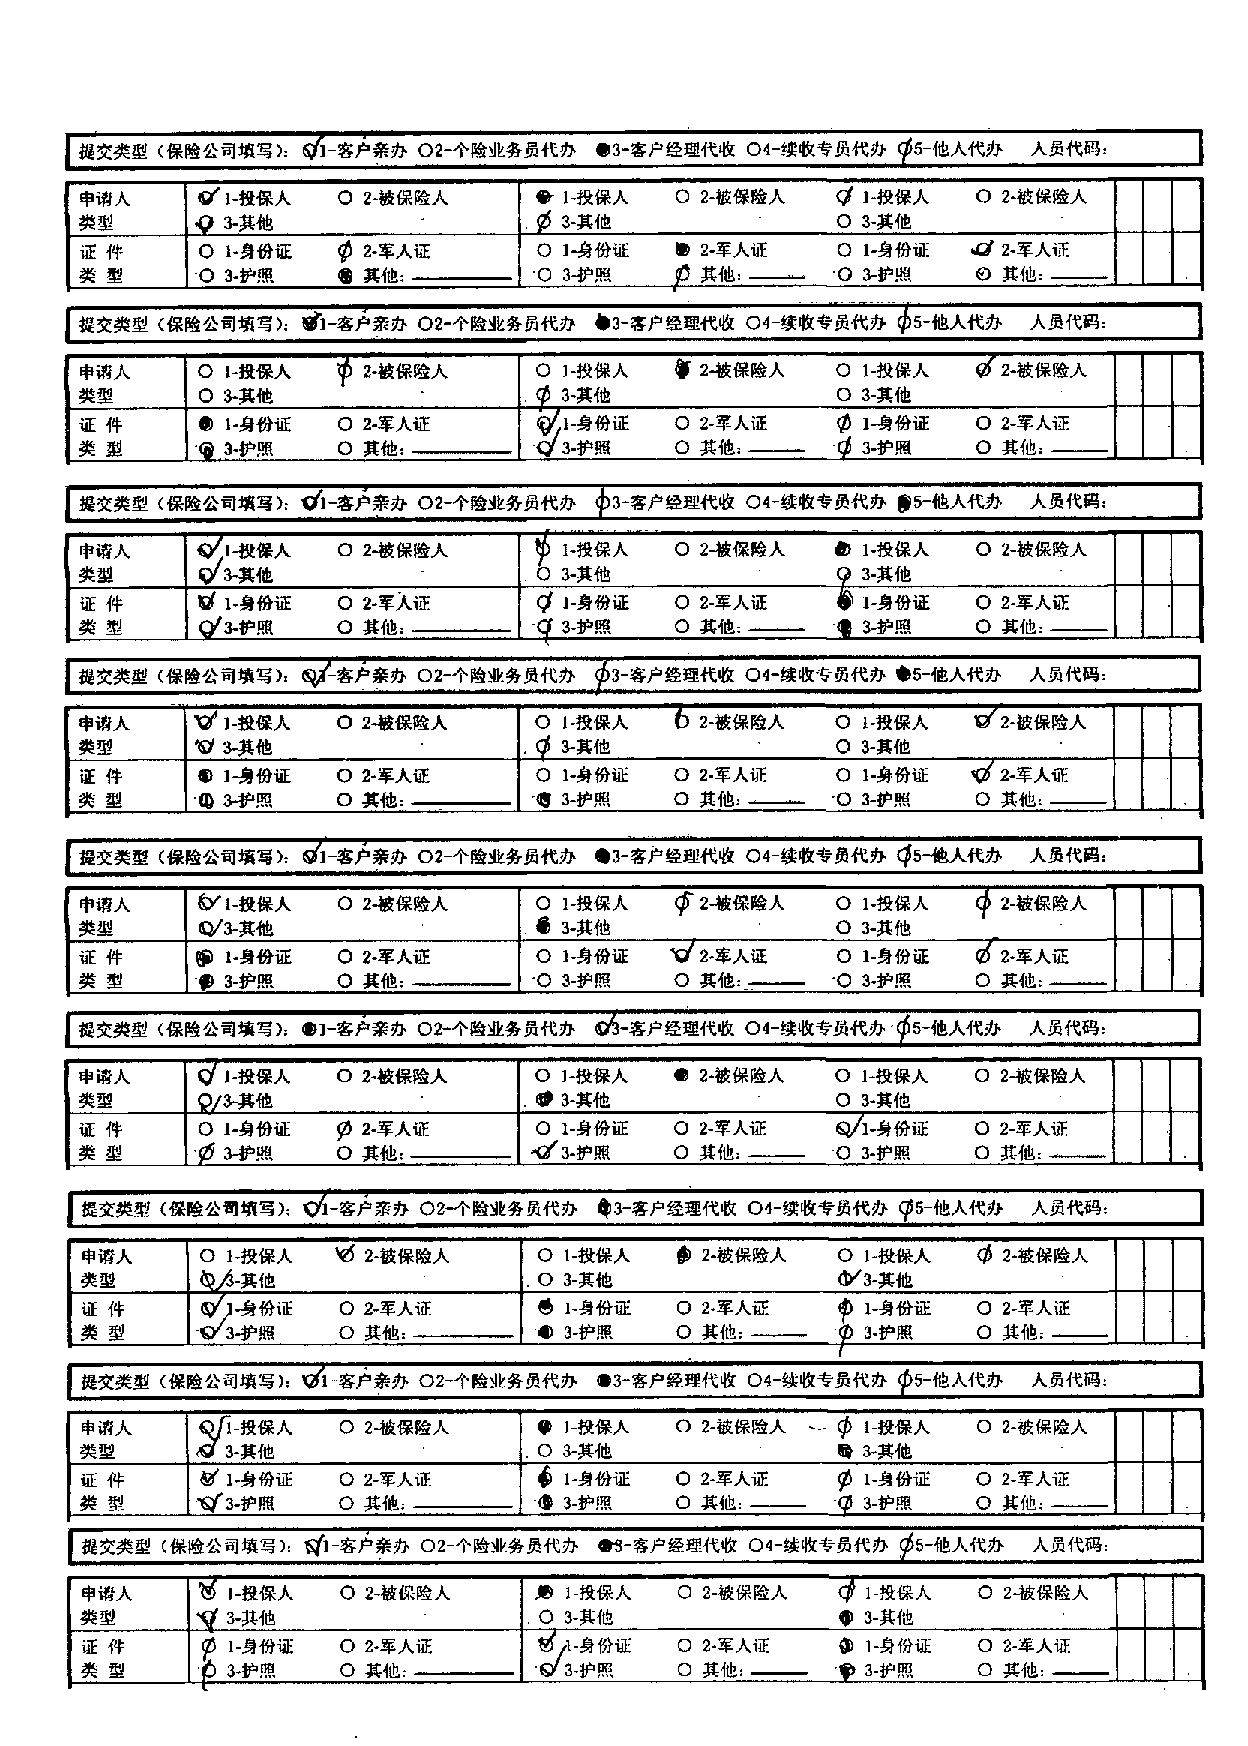 提交类型(保险公司填写): 1-客户亲办 2-个险业务员代办 3-客户经理代收 4-续收专员代办 5-他人代办 人员代码:
申请人 1-投保人 2-被保险人 1-投保人 2-被保险人 1-投保人 2-被保险人
类型 3-其他 3-其他 3-其他
证件 1-身份证 2-军人证 1-身份证 2-军人证 1-身份证 2-军人证
类型 3-护照 其他: 3-护照 其他: 3-护照 其他:
提交类型(保险公司填写): 1-客户亲办 2-个险业务员代办 3-客户经理代收 4-续收专员代办 5-他人代办 人员代码:
申请人 1-投保人 2-被保险人 1-投保人 2-被保险人 1-投保人 2-被保险人
类型 3-其他 3-其他 3-其他
证件 1-身份证 2-军人证 1-身份证 2-军人证 1-身份证 2-军人证
类型 3-护照 其他: 3-护照 其他: 3-护照 其他:
提交类型(保险公司填写): 1-客户亲办 2-个险业务员代办 3-客户经理代收 4-续收专员代办 5-他人代办 人员代码:
申请人 1-投保人 2-被保险人 1-投保人 2-被保险人 1-投保人 2-被保险人
类型 3-其他 3-其他 3-其他
证件 1-身份证 2-军人证 1-身份证 2-军人证 1-身份证 2-军人证
类型 3-护照 其他: 3-护照 其他: 3-护照 其他:
提交类型(保险公司填写): 1-客户亲办 2-个险业务员代办 3-客户经理代收 4-续收专员代办 5-他人代办 人员代码:
申请人 1-投保人 2-被保险人 1-投保人 2-被保险人 1-投保人 2-被保险人
类型 3-其他 3-其他 3-其他
证件 1-身份证 2-军人证 1-身份证 2-军人证 1-身份证 2-军人证
类型 3-护照 其他: 3-护照 其他: 3-护照 其他:
提交类型(保险公司填写): 1-客户亲办 2-个险业务员代办 3-客户经理代收 4-续收专员代办 5-他人代办 人员代码:
申请人 1-投保人 2-被保险人 1-投保人 2-被保险人 1-投保人 2-被保险人
类型 3-其他 3-其他 3-其他
证件 1-身份证 2-军人证 1-身份证 2-军人证 1-身份证 2-军人证
类型 3-护照 其他: 3-护照 其他: 3-护照 其他:
提交类型(保险公司填写): 1-客户亲办 2-个险业务员代办 3-客户经理代收 4-续收专员代办 5-他人代办 人员代码:
申请人 1-投保人 2-被保险人 1-投保人 2-被保险人 1-投保人 2-被保险人
类型 3-其他 3-其他 3-其他
证件 1-身份证 2-军人证 1-身份证 2-军人证 1-身份证 2-军人证
类型 3-护照 其他: 3-护照 其他: 3-护照 其他:
提交类型(保险公司填写): 1-客户亲办 2-个险业务员代办 3-客户经理代收 4-续收专员代办 5-他人代办 人员代码:
申请人 1-投保人 2-被保险人 1-投保人 2-被保险人 1-投保人 2-被保险人
类型 3-其他 3-其他 3-其他
证件 1-身份证 2-军人证 1-身份证 2-军人证 1-身份证 2-军人证
类型 3-护照 其他: 3-护照 其他: 3-护照 其他:
提交类型(保险公司填写): 1-客户亲办 2-个险业务员代办 3-客户经理代收 4-续收专员代办 5-他人代办 人员代码:
申请人 1-投保人 2-被保险人 1-投保人 2-被保险人 1-投保人 2-被保险人
类型 3-其他 3-其他 3-其他
证件 1-身份证 2-军人证 1-身份证 2-军人证 1-身份证 2-军人证
类型 3-护照 其他: 3-护照 其他: 3-护照 其他:
提交类型(保险公司填写): 1-客户亲办 2-个险业务员代办 3-客户经理代收 4-续收专员代办 5-他人代办 人员代码:
申请人 1-投保人 2-被保险人 1-投保人 2-被保险人 1-投保人 2-被保险人
类型 3-其他 3-其他 3-其他
证件 1-身份证 2-军人证 1-身份证 2-军人证 1-身份证 2-军人证
类型 3-护照 其他: 3-护照 其他: 3-护照 其他: